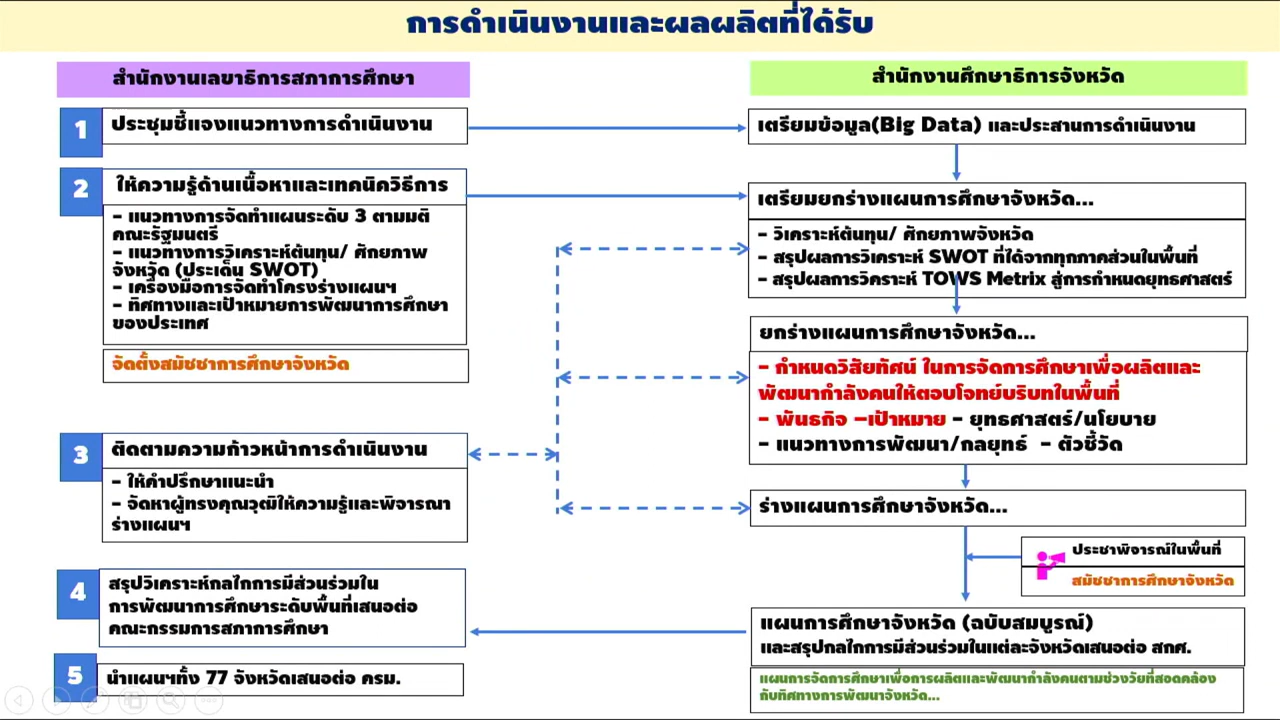 การดำเนินงานและผลผลิตที่ได้รับ
สำนักงานเลขาธิการสภาการศึกษา
1
ประชุมชี้แจงแนวทางการดำเนินงาน
2
ให้ความรู้ด้านเนื้อหาและเทคนิควิธีการ
- แนวทางการจัดทำแผนระดับ 3 ตามมติ
คณะรัฐมนตรี
- แนวทางการวิเคราะห์ต้นทุน/ ศักยภาพ
จังหวัด (ประเด็น SWOT)
- เครื่องมือการจัดทำโครงร่างแผนฯ
- ทิศทางและเป้าหมายการพัฒนาการศึกษา
ของประเทศ
จัดตั้งสมัชชาการศึกษาจังหวัด
3
ติดตามความก้าวหน้าการดำเนินงาน
- ให้คำปรึกษาแนะนำ
- จัดหาผู้ทรงคุณวุฒิให้ความรู้และพิจารณา
ร่างแผนฯ
4
สรุปวิเคราะห์กลไกการมีส่วนร่วมใน
การพัฒนาการศึกษาระดับพื้นที่เสนอต่อ
คณะกรรมการสภาการศึกษา
5
นำแผนฯทั้ง 77 จังหวัดเสนอต่อ ครม.
สำนักงานศึกษาธิการจังหวัด
เตรียมข้อมูล(Big Data) และประสานการดำเนินงาน
เตรียมยกร่างแผนการศึกษาจังหวัด...
- วิเคราะห์ต้นทุน/ ศักยภาพจังหวัด
- สรุปผลการวิเคราะห์ SWOT ที่ได้จากทุกภาคส่วนในพื้นที่
- สรุปผลการวิคราะห์ TOWS Metrix สู่การกำหนดยุทธศาสตร์
ยกร่างแผนการศึกษาจังหวัด...
- กำหนดวิสัยทัศน์ ในการจัดการศึกษาเพื่อผลิตและ
พัฒนากำลังคนให้ตอบโจทย์บริบทในพื้นที่
- พันธกิจ –เป้าหมาย - ยุทธศาสตร์/นโยบาย
- แนวทางการพัฒนา/กลยุทธ์ - ตัวชี้วัด
ร่างแผนการศึกษาจังหวัด...
ประชาพิจารณ์ในพื้นที่
สมัชชาการศึกษาจังหวัด
แผนการศึกษาจังหวัด (ฉบับสมบูรณ์)
และสรุปกลไกการมีส่วนร่วมในแต่ละจังหวัดเสนอต่อ สกศ.
แผนการจัดการศึกษาเพื่อการผลิตและพัฒนากำลังคนตามช่วงวัยที่สอดคล้อง
กับทิศทางการพัฒนาจังหวัด...